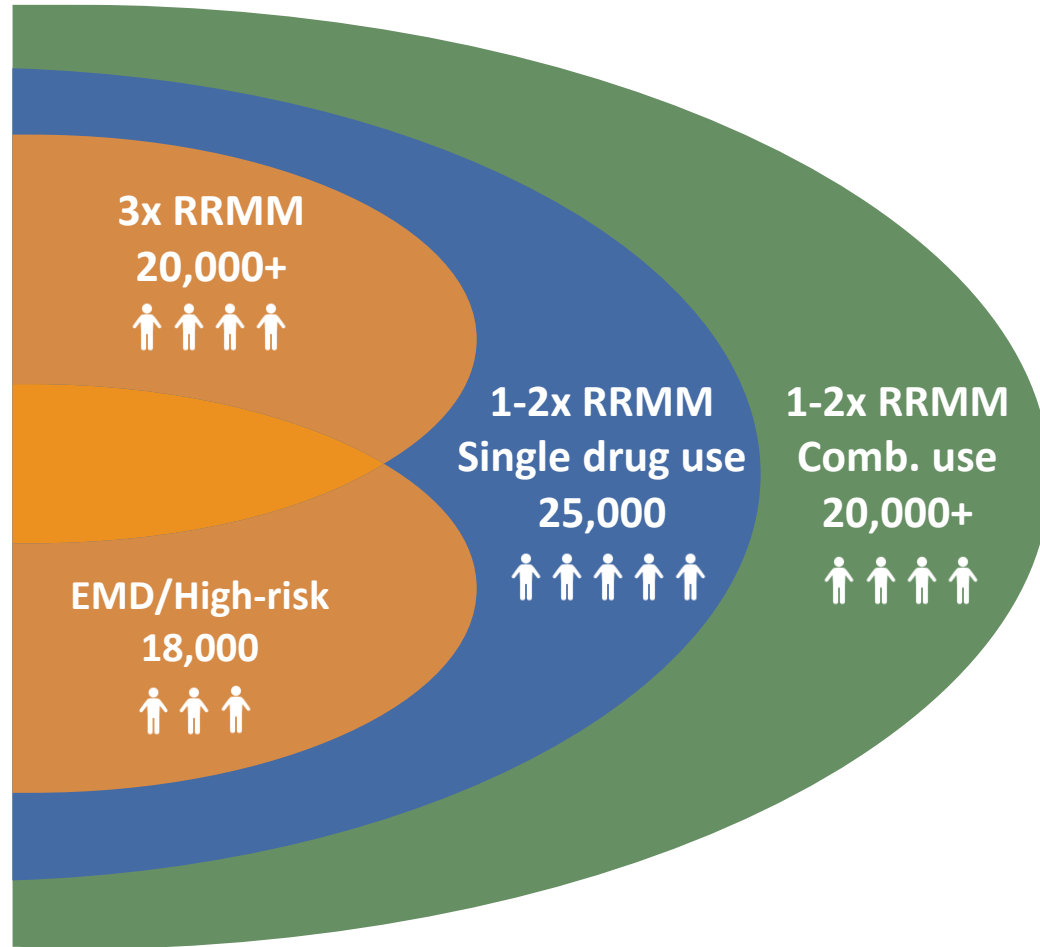 3x RRMM
20,000+
EMD/High-risk
18,000
1-2x RRMM
Single drug use
25,000
1-2x RRMM
Comb. use
20,000+